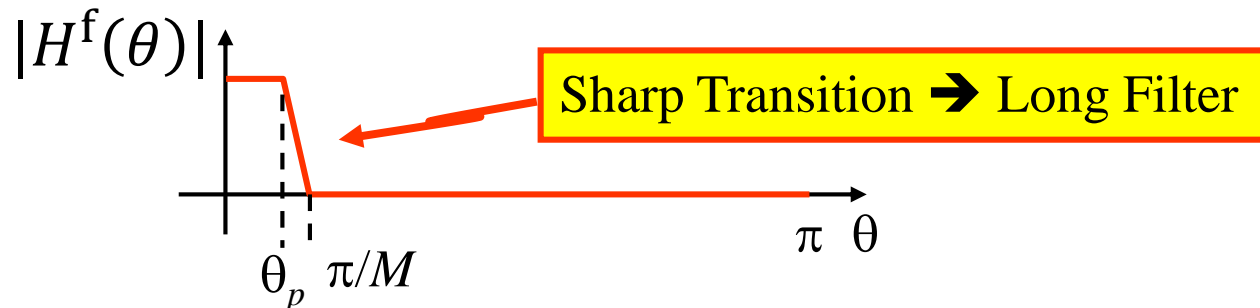 |H^f(θ)|
Sharp Transition ➔ Long Filter
π θ
θ_p π/M